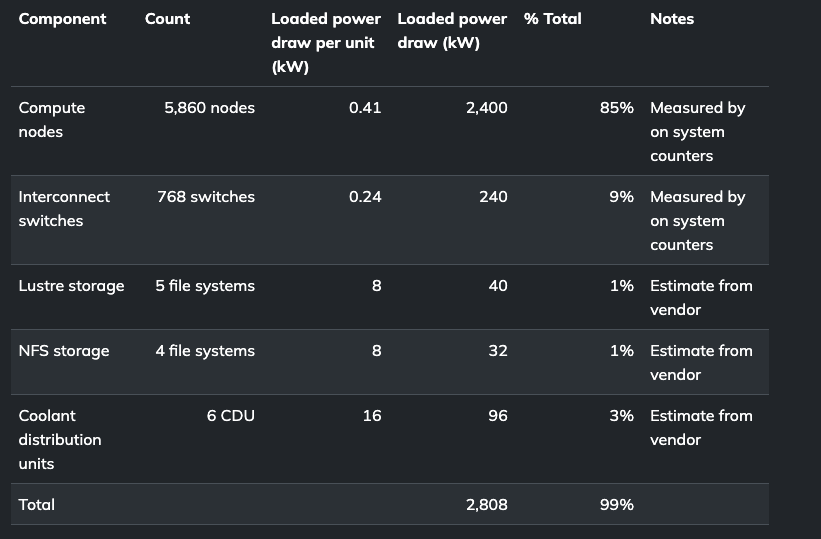 Component Count Loaded power draw per unit (kW) Loaded power draw (kW) % Total Notes
Compute nodes 5,860 nodes 0.41 2,400 85% Measured by on system counters
Interconnect switches 768 switches 0.24 240 9% Measured by on system counters
Lustre storage 5 file systems 8 40 1% Estimate from vendor
NFS storage 4 file systems 8 32 1% Estimate from vendor
Coolant distribution units 6 CDU 16 96 3% Estimate from vendor
Total 2,808 99%